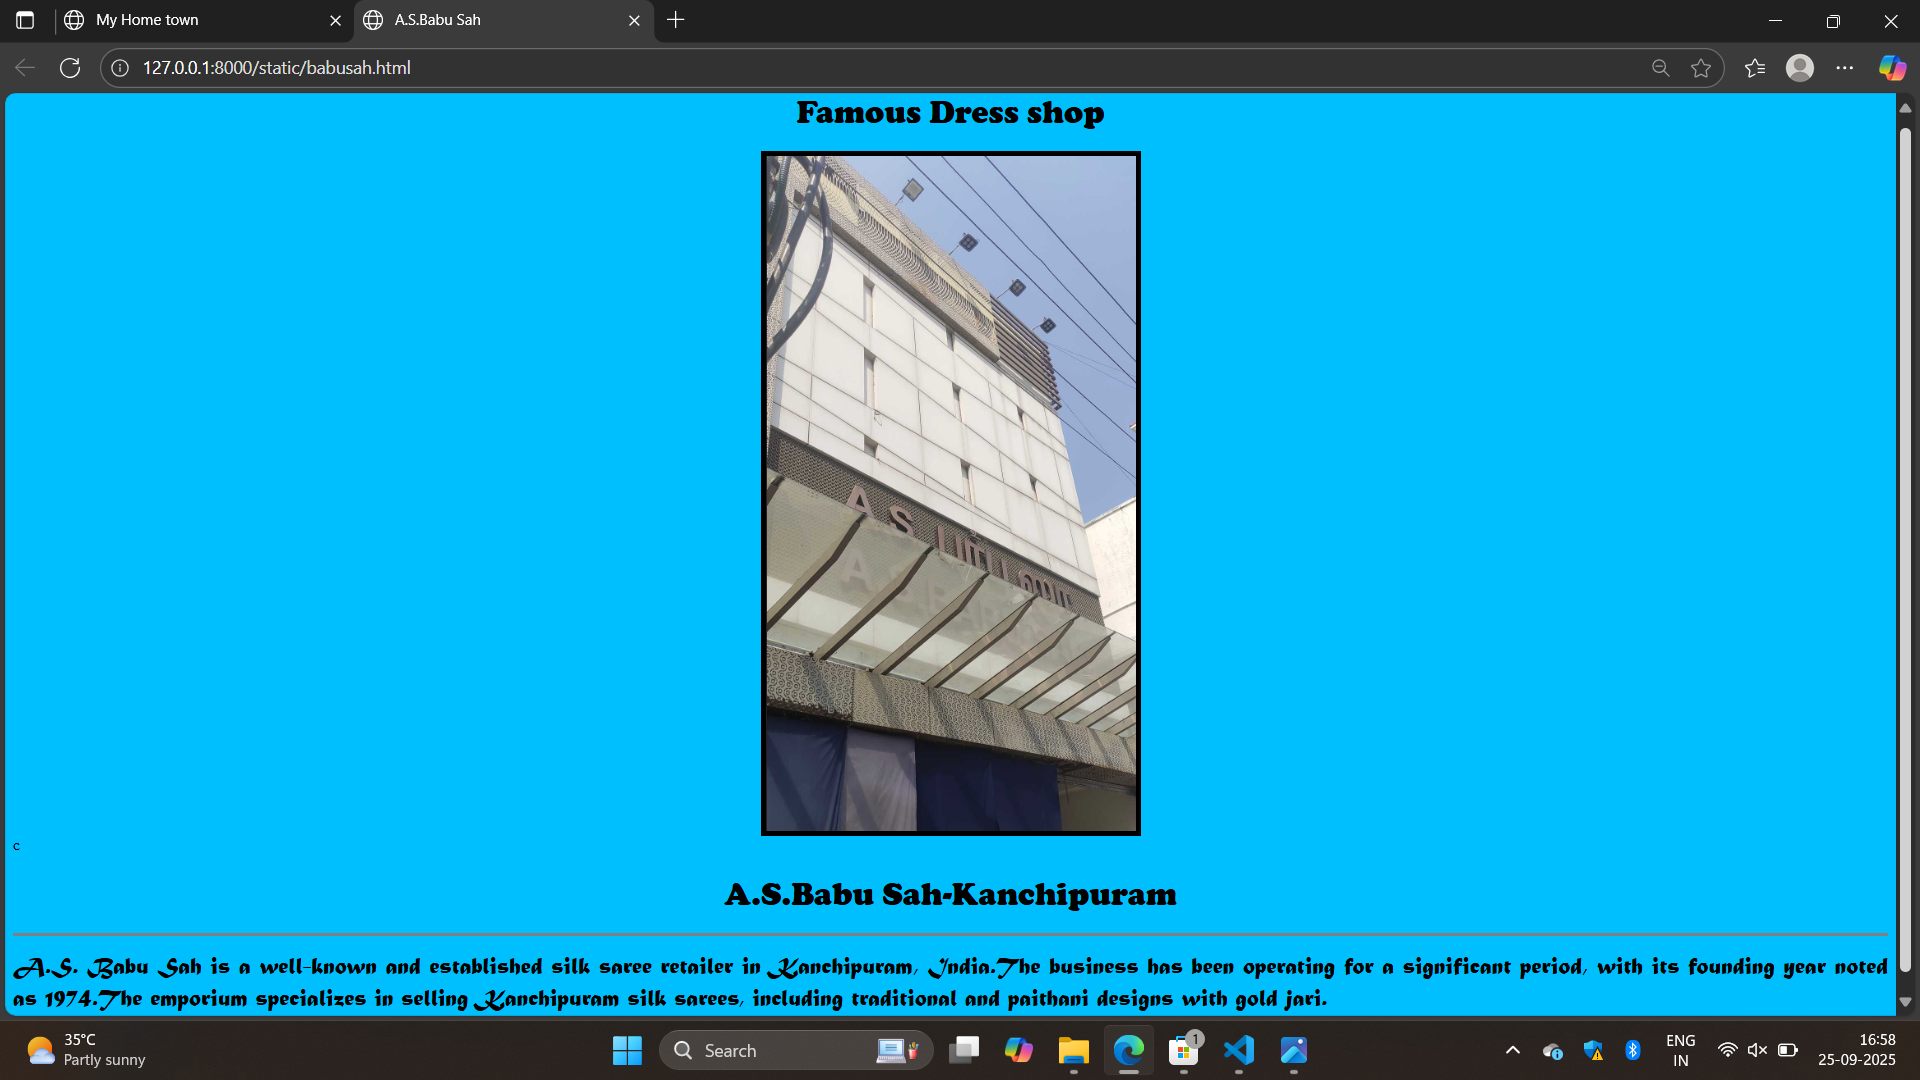 My Home town
A.S.Babu Sah
127.0.0.1:8000/static/babusah.html
Famous Dress shop
A S
c
A.S.Babu Sah-Kanchipuram
A.S. Babu Sah is a well-known and established silk saree retailer in Kanchipuram, India.The business has been operating for a significant period, with its founding year noted
as 1974.The emporium specializes in selling Kanchipuram silk sarees, including traditional and paithani designs with gold jari.
35°C
Partly sunny
Search
1
ENG
IN
16:58
25-09-2025